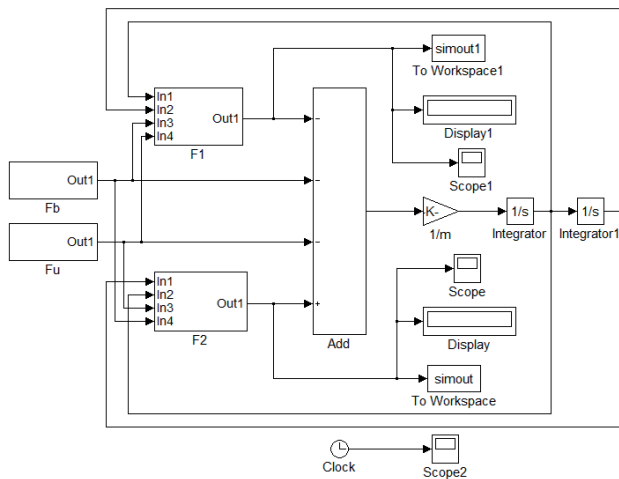 simout1
To Workspace1
In1
In2
In3
In4
Out1
F1
Display1
Scope1
Out1
Fb
Out1
Fu
−
−
−
+
Add
K-
1/m
1/s
Integrator
1/s
Integrator1
In1
In2
In3
In4
Out1
F2
Scope
Display
simout
To Workspace
Clock
Scope2